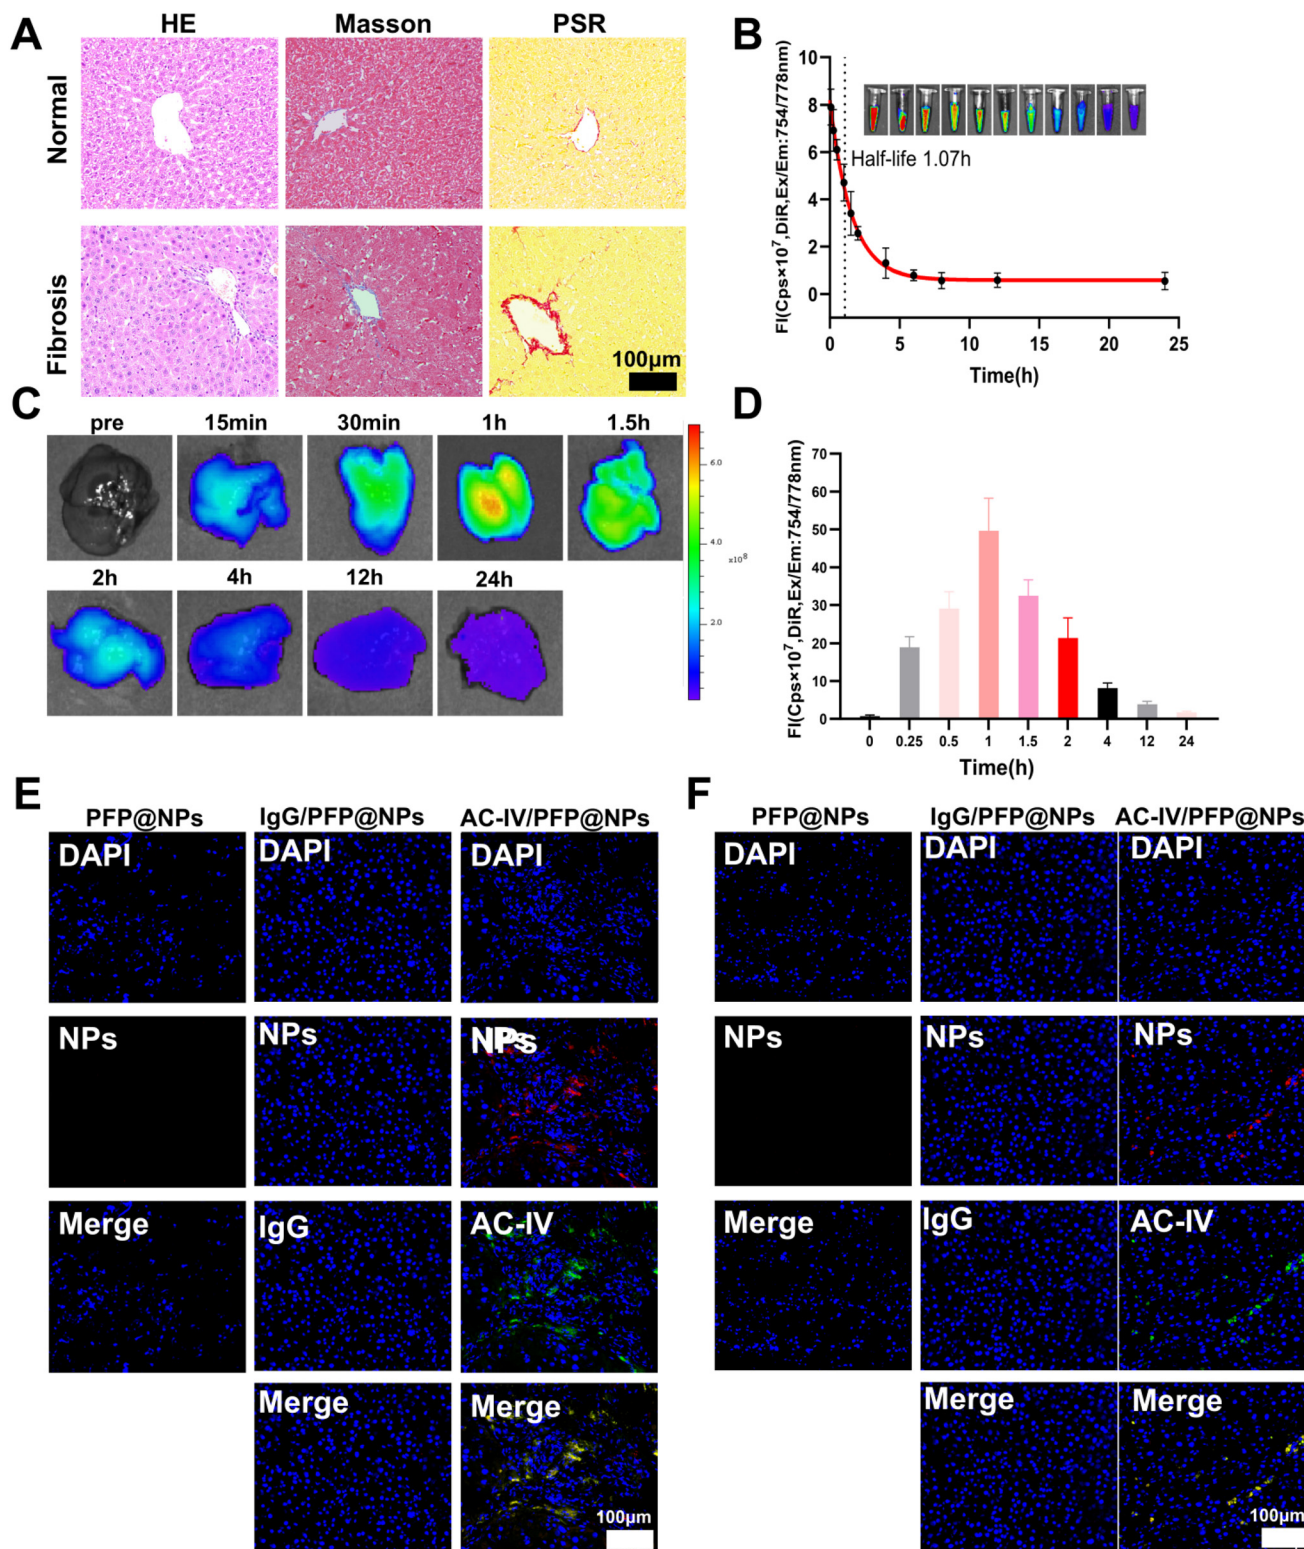 A
HE
Masson
PSR
Normal
Fibrosis
100μm
B
FI(Cps×10⁷,DiR,Ex/Em:754/778nm)
10
8
6
4
2
0
Half-life 1.07h
0
5
10
15
20
25
Time(h)
C
pre
15min
30min
1h
1.5h
2h
4h
12h
24h
6.0
4.0
×10⁸
2.0
D
FI(Cps×10⁷,DiR,Ex/Em:754/778nm)
70
60
50
40
30
20
10
0
0
0.25
0.5
1
1.5
2
4
12
24
Time(h)
E
PFP@NPs
IgG/PFP@NPs
AC-IV/PFP@NPs
DAPI
DAPI
DAPI
NPs
NPs
NPs
Merge
IgG
AC-IV
Merge
Merge
100μm
F
PFP@NPs
IgG/PFP@NPs
AC-IV/PFP@NPs
DAPI
DAPI
DAPI
NPs
NPs
NPs
Merge
IgG
AC-IV
Merge
Merge
100μm